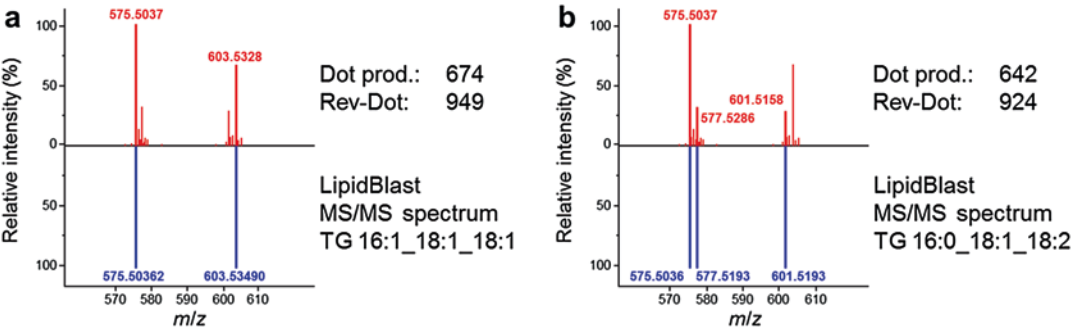 a
Relative intensity (%)
100
50
0
50
100
575.5037
603.5328
575.50362
603.53490
570 580 590 600 610
m/z
Dot prod.: 674
Rev-Dot: 949
LipidBlast
MS/MS spectrum
TG 16:1_18:1_18:1
b
Relative intensity (%)
100
50
0
50
100
575.5037
601.5158
577.5286
575.5036 577.5193 601.5193
570 580 590 600 610
m/z
Dot prod.: 642
Rev-Dot: 924
LipidBlast
MS/MS spectrum
TG 16:0_18:1_18:2